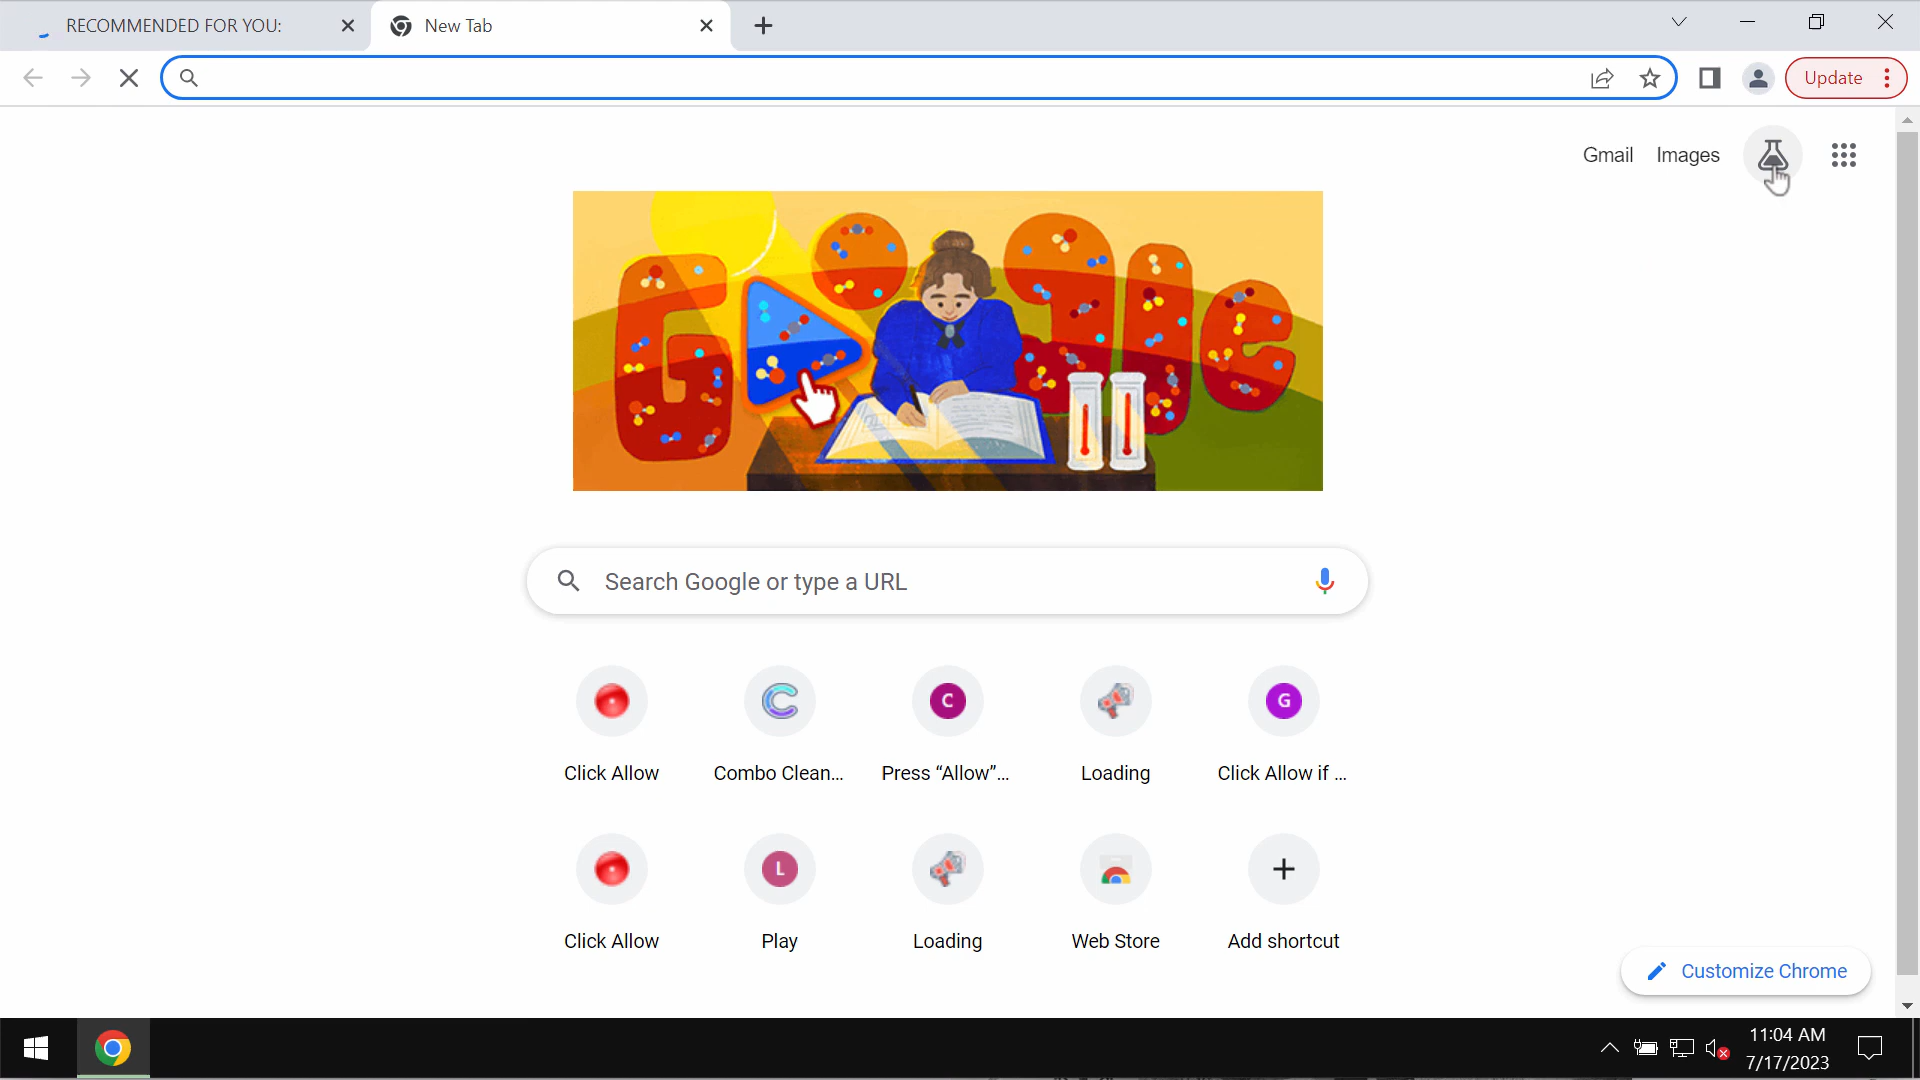 RECOMMENDED FOR YOU:
New Tab
Update
Gmail
Images
Search Google or type a URL
C
G
Click Allow
Combo Clean...
Press “Allow”...
Loading
Click Allow if ...
L
Click Allow
Play
Loading
Web Store
Add shortcut
Customize Chrome
11:04 AM
7/17/2023